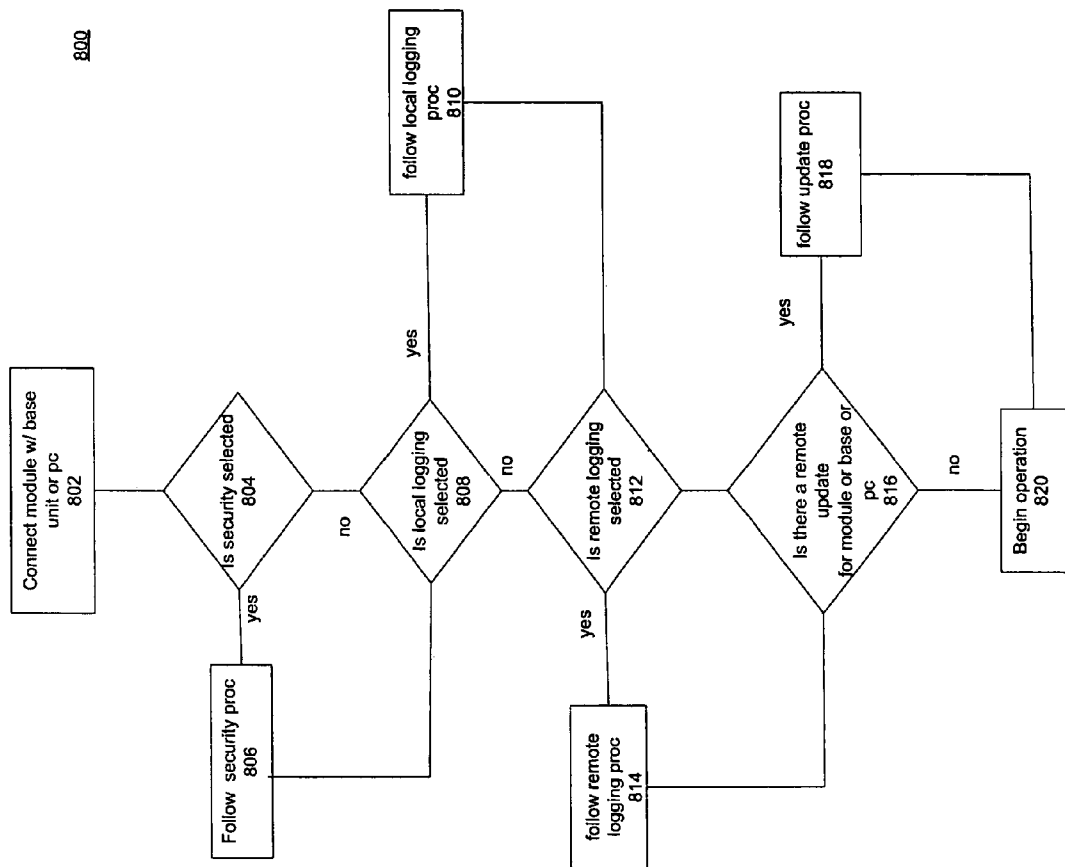 800
Connect module w/ base
unit or pc
802
Is security selected
804
yes
no
Follow security proc
806
Is local logging
selected
808
yes
no
follow local logging
proc
810
Is remote logging
selected
812
yes
follow remote
logging proc
814
Is there a remote
update
for module or base or
pc
816
yes
no
follow update proc
818
Begin operation
820